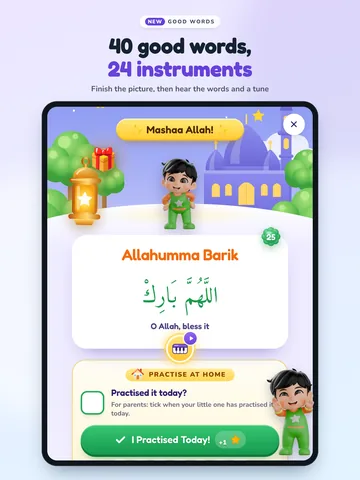 NEW GOOD WORDS
40 good words,
24 instruments
Finish the picture, then hear the words and a tune
Mashaa Allah!
25
Allahumma Barik
اللَّهُمَّ بَارِكْ
O Allah, bless it
PRACTISE AT HOME
Practised it today?
For parents: tick when your little one has practised it
today.
I Practised Today! +1